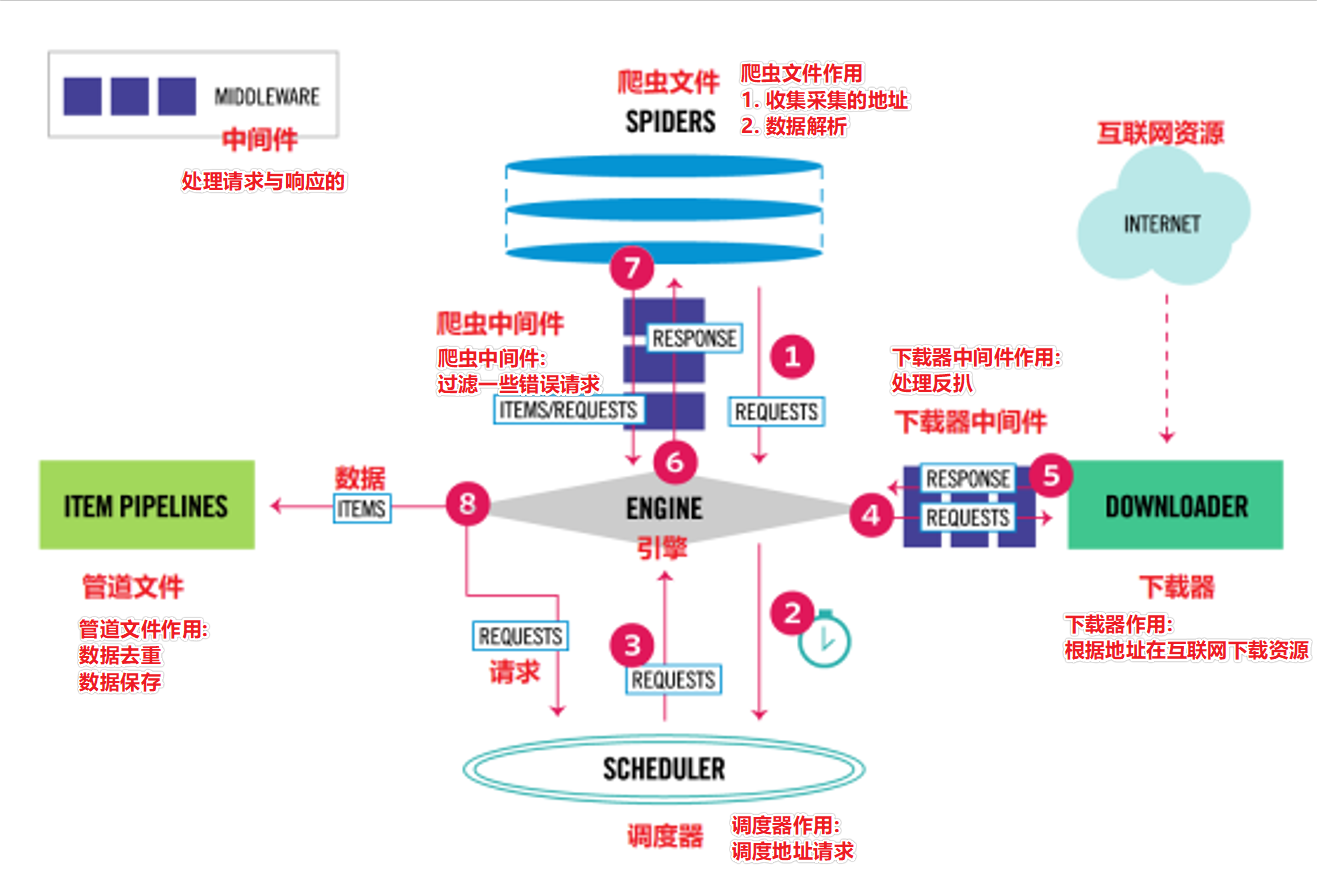 MIDDLEWARE
中间件
处理请求与响应的
爬虫文件
SPIDERS
爬虫文件作用
1. 收集采集的地址
2. 数据解析
互联网资源
INTERNET
7
爬虫中间件
爬虫中间件:
过滤一些错误请求
RESPONSE
ITEMS/REQUESTS
1
REQUESTS
6
下载器中间件作用:
处理反扒
下载器中间件
ITEM PIPELINES
数据
ITEMS
8
ENGINE
引擎
4
RESPONSE
REQUESTS
5
DOWNLOADER
管道文件
管道文件作用:
数据去重
数据保存
REQUESTS
请求
3
REQUESTS
2
下载器
下载器作用:
根据地址在互联网下载资源
SCHEDULER
调度器
调度器作用:
调度地址请求